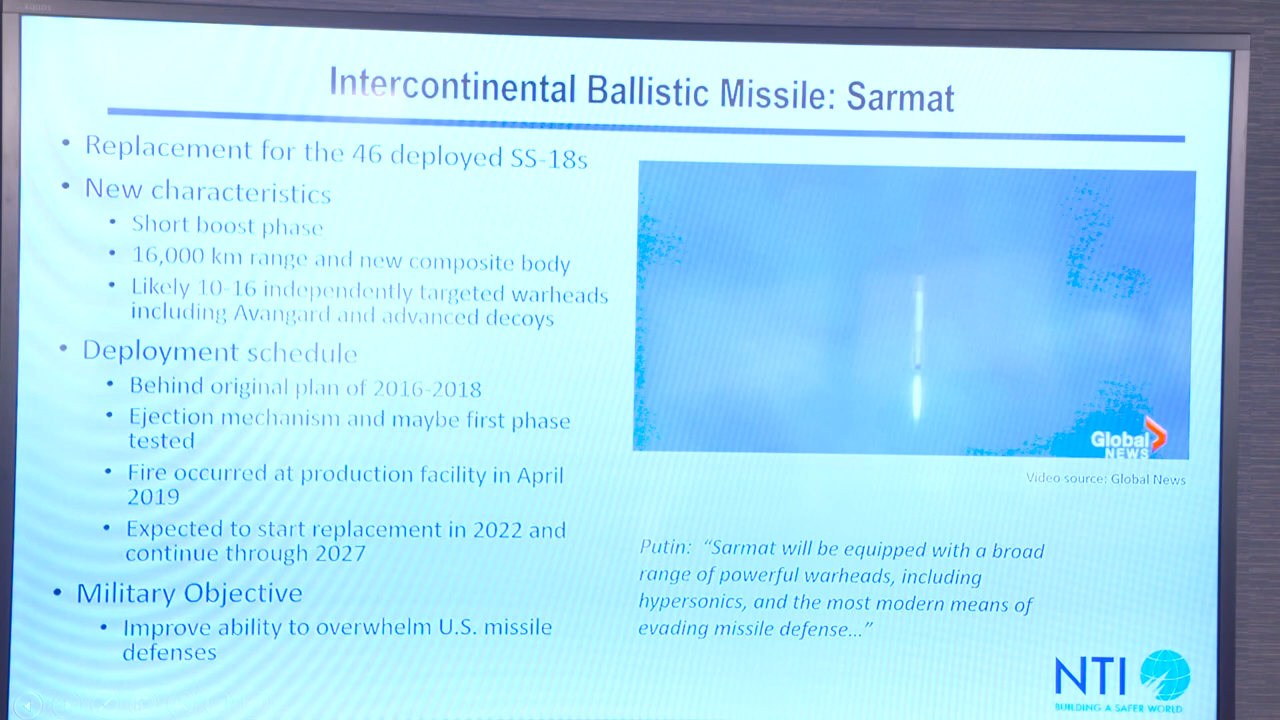 Intercontinental Ballistic Missile: Sarmat
• Replacement for the 46 deployed SS-18s
• New characteristics
• Short boost phase
• 16,000 km range and new composite body
• Likely 10-16 independently targeted warheads
including Avangard and advanced decoys
• Deployment schedule
• Behind original plan of 2016-2018
• Ejection mechanism and maybe first phase
tested
• Fire occurred at production facility in April
2019
• Expected to start replacement in 2022 and
continue through 2027
• Military Objective
• Improve ability to overwhelm U.S. missile
defenses
Global
NEWS
Video source: Global News
Putin: “Sarmat will be equipped with a broad
range of powerful warheads, including
hypersonics, and the most modern means of
evading missile defense...”
NTI
BUILDING A SAFER WORLD